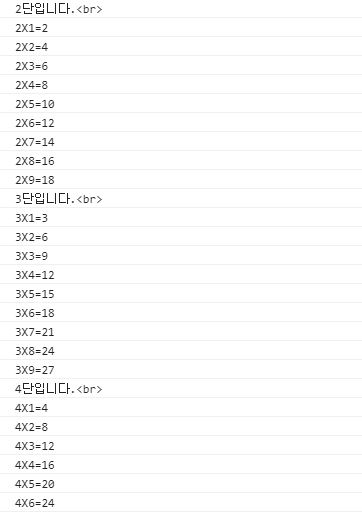 2단입니다.<br>
2X1=2
2X2=4
2X3=6
2X4=8
2X5=10
2X6=12
2X7=14
2X8=16
2X9=18
3단입니다.<br>
3X1=3
3X2=6
3X3=9
3X4=12
3X5=15
3X6=18
3X7=21
3X8=24
3X9=27
4단입니다.<br>
4X1=4
4X2=8
4X3=12
4X4=16
4X5=20
4X6=24